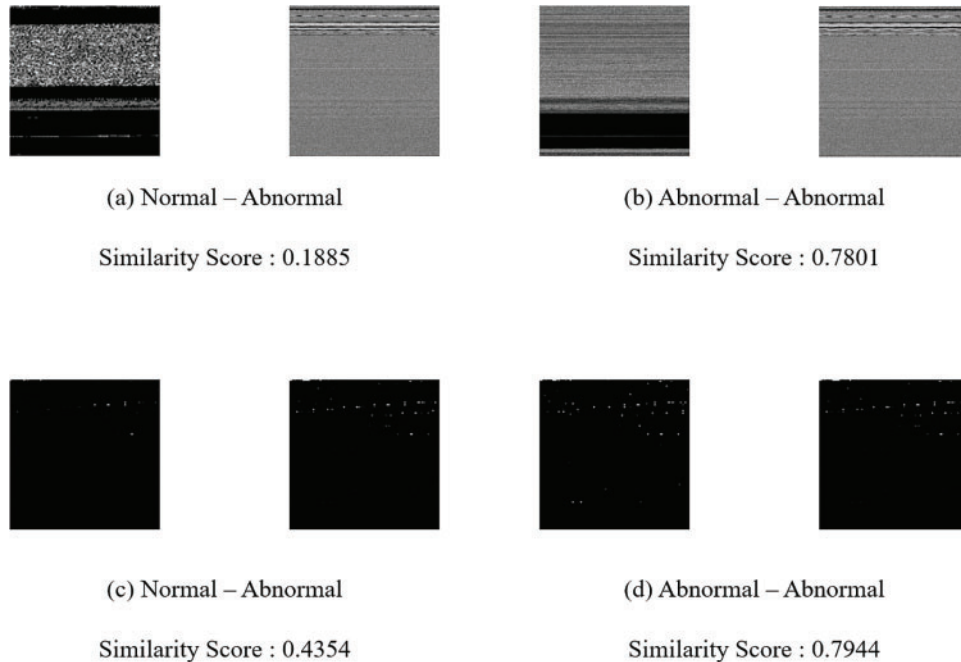 (a) Normal – Abnormal
(b) Abnormal – Abnormal
Similarity Score : 0.1885
Similarity Score : 0.7801
(c) Normal – Abnormal
(d) Abnormal – Abnormal
Similarity Score : 0.4354
Similarity Score : 0.7944